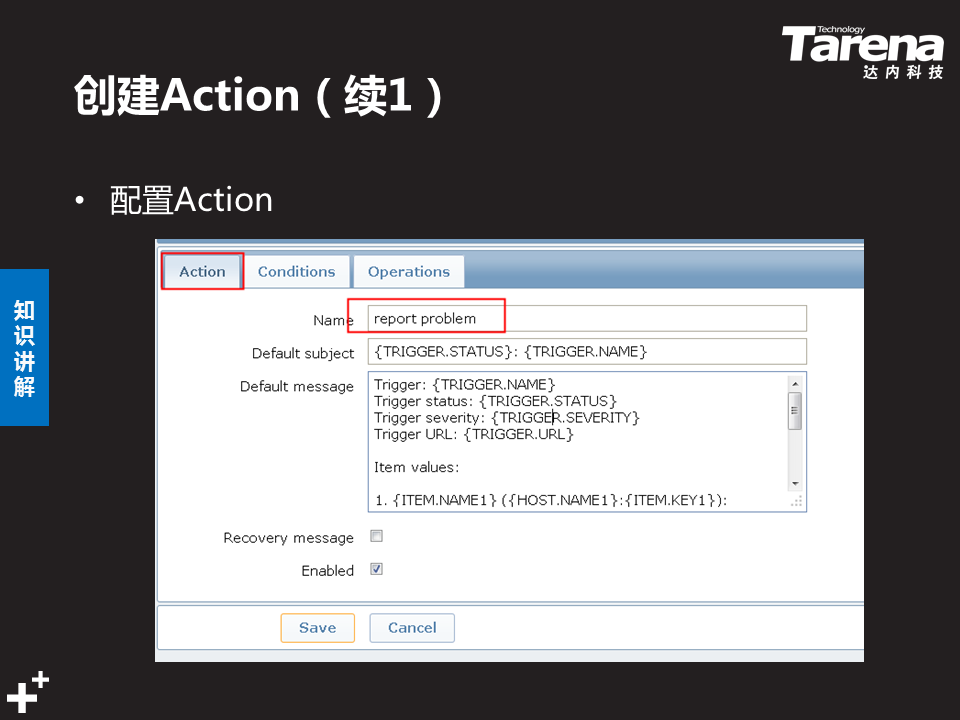 Technology
Tarena
达内科技
创建Action（续1）
• 配置Action
知识讲解
Action Conditions Operations
Name report problem
Default subject {TRIGGER.STATUS}: {TRIGGER.NAME}
Default message Trigger: {TRIGGER.NAME}
Trigger status: {TRIGGER.STATUS}
Trigger severity: {TRIGGER.SEVERITY}
Trigger URL: {TRIGGER.URL}
Item values:
1. {ITEM.NAME1} ({HOST.NAME1}:{ITEM.KEY1}):
Recovery message
Enabled
Save Cancel